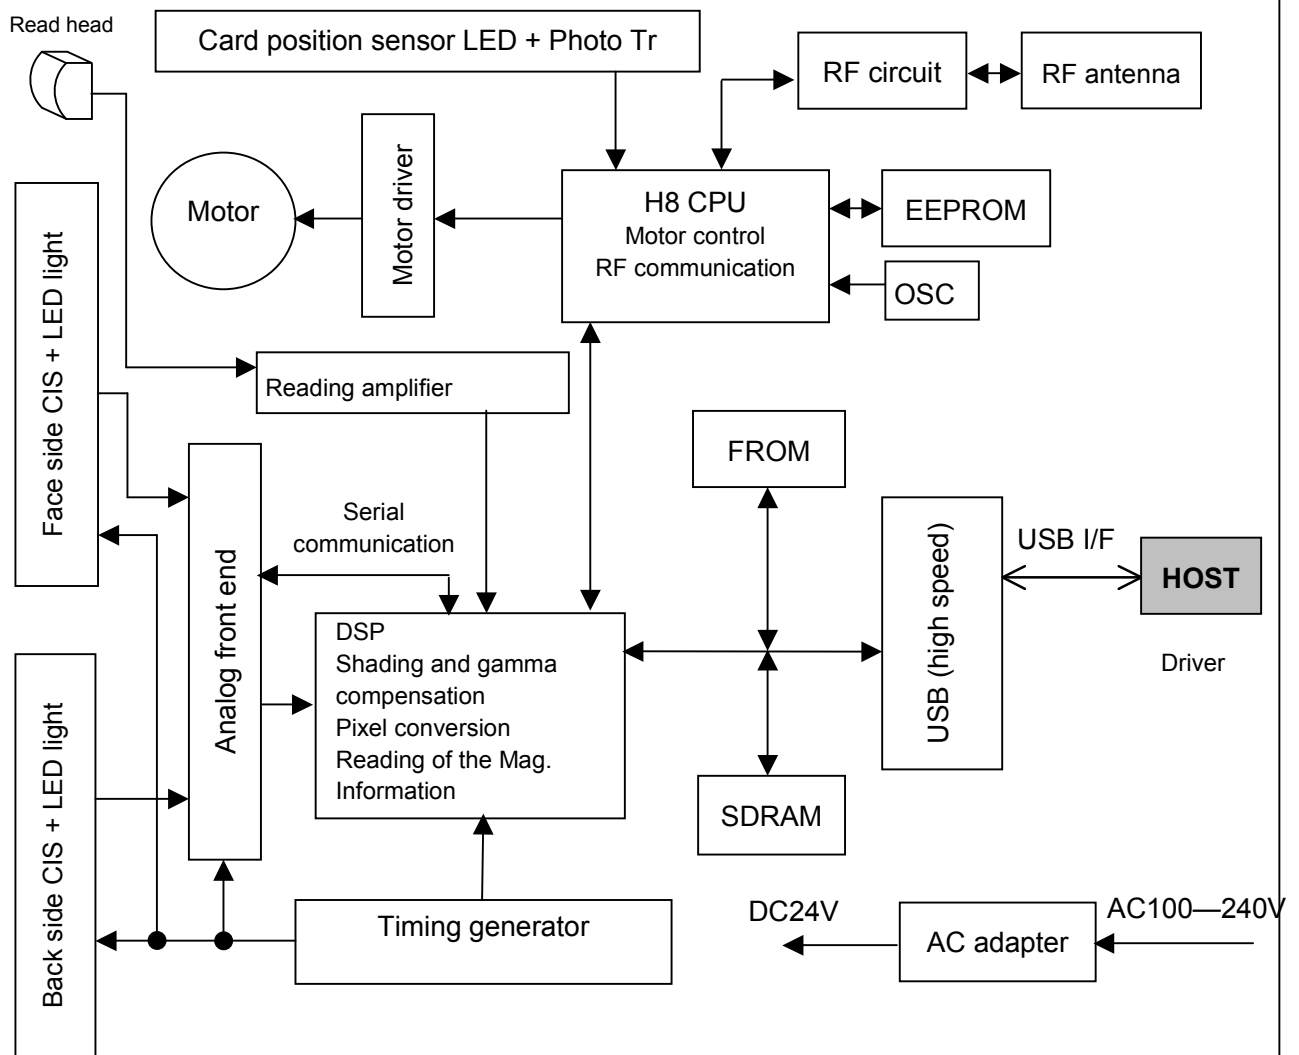 Read head
Card position sensor LED + Photo Tr
RF circuit
RF antenna
Motor
Motor driver
H8 CPU
Motor control
RF communication
EEPROM
OSC
Face side CIS + LED light
Reading amplifier
FROM
Serial
communication
Analog front end
USB (high speed)
USB I/F
HOST
Driver
DSP
Shading and gamma
compensation
Pixel conversion
Reading of the Mag.
Information
SDRAM
Back side CIS + LED light
Timing generator
DC24V
AC adapter
AC100—240V